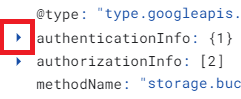 @type: "type.googleapis.
authenticationInfo: {1}
authorizationInfo: [2]
methodName: "storage.buc